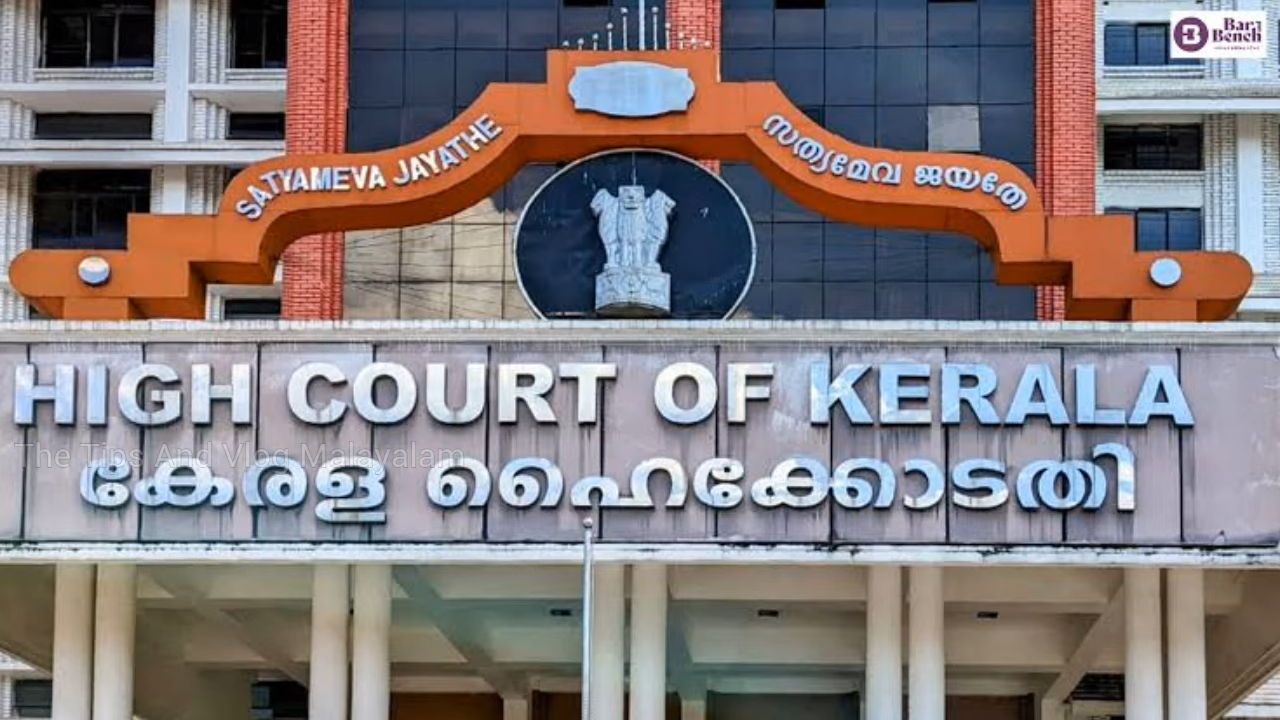 Bar &
Bench
SATYAMEVA JAYATHE
സത്യമേവ ജയതേ
HIGH COURT OF KERALA
The Tips And Vlog Malayalam
കേരള ഹൈക്കോടതി